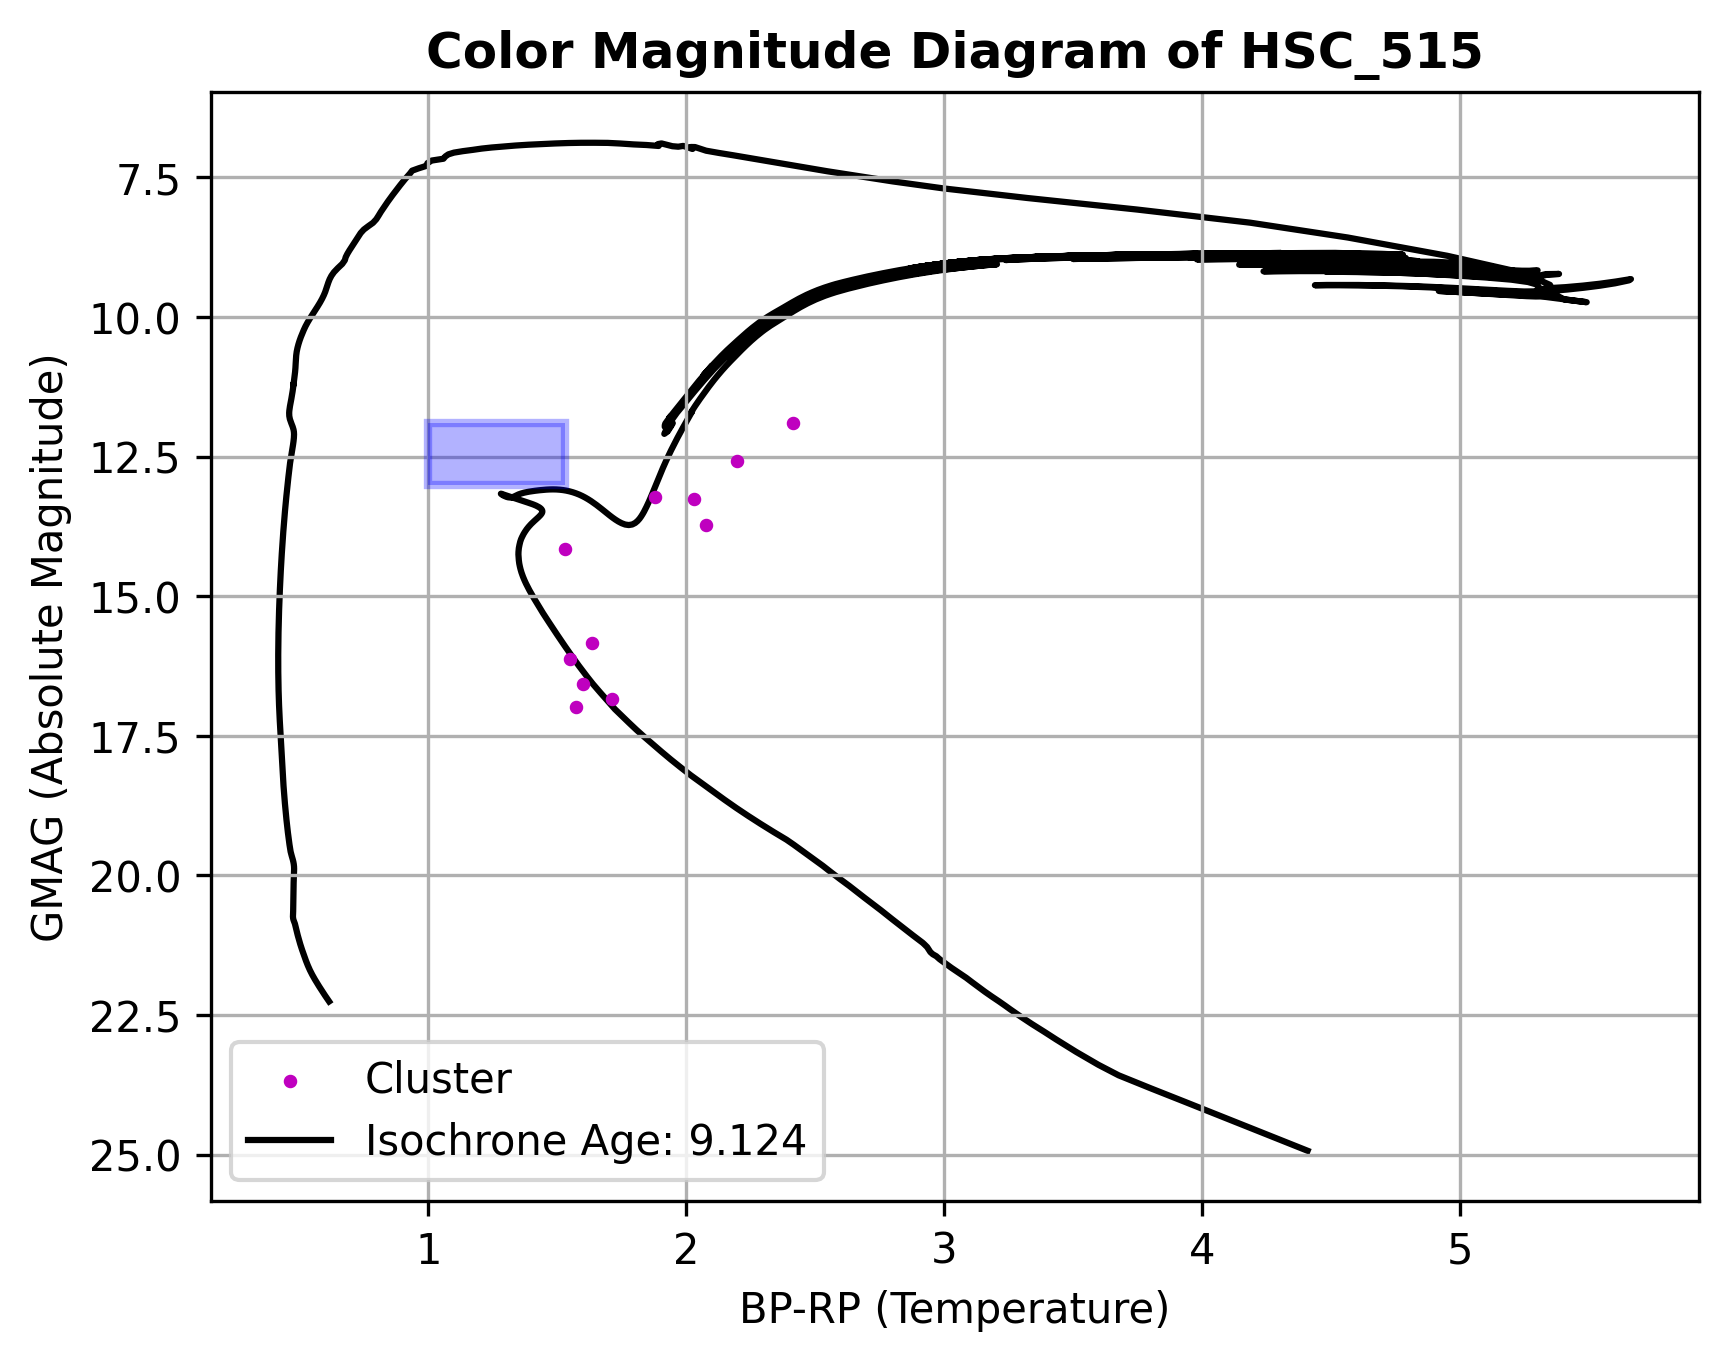 Color Magnitude Diagram of HSC_515
GMAG (Absolute Magnitude)
7.5
10.0
12.5
15.0
17.5
20.0
22.5
25.0
Cluster
Isochrone Age: 9.124
1 2 3 4 5
BP-RP (Temperature)